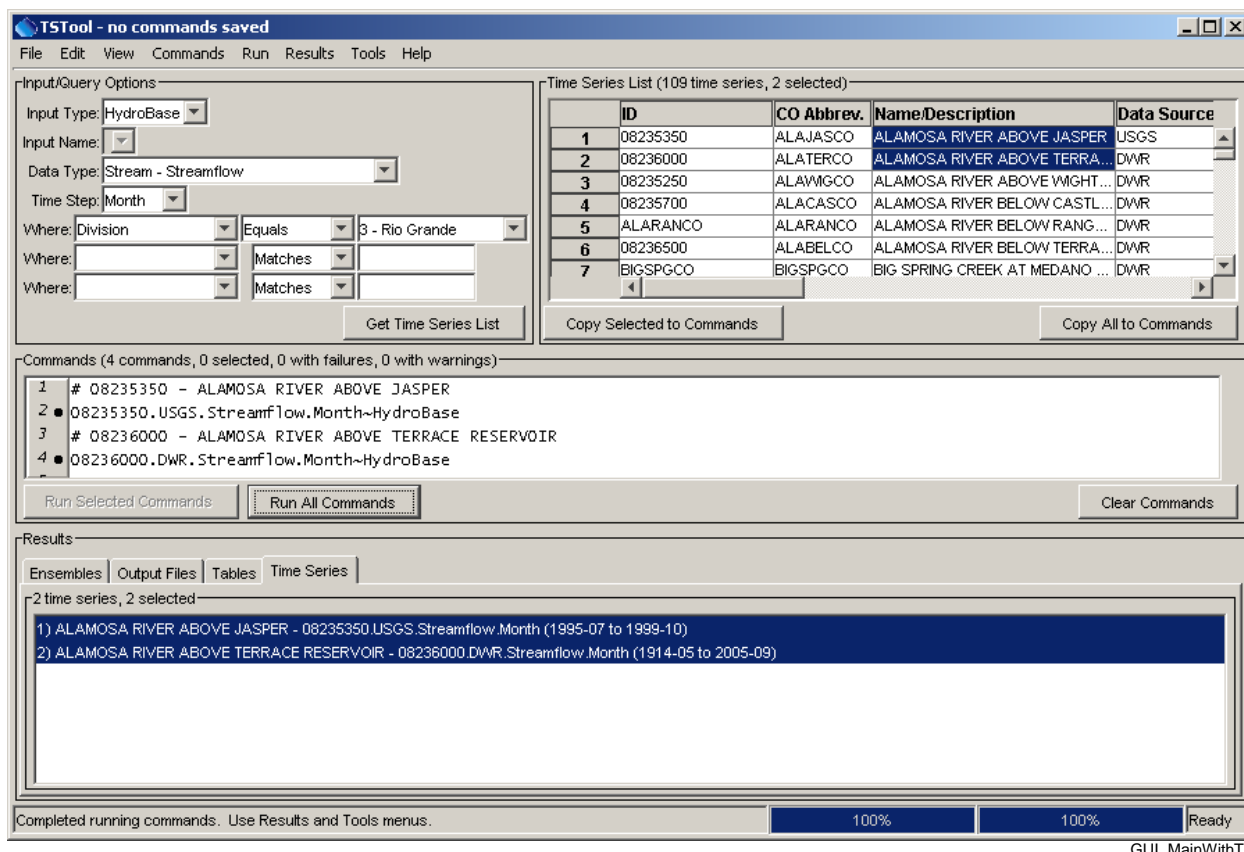 TSTool - no commands saved
File Edit View Commands Run Results Tools Help
Input/Query Options
Input Type: HydroBase
Input Name:
Data Type: Stream - Streamflow
Time Step: Month
Where: Division Equals 3 - Rio Grande
Where: Matches
Where: Matches
Get Time Series List
Time Series List (109 time series, 2 selected)
ID CO Abbrev. Name/Description Data Source
1 08235350 ALAJASCO ALAMOSA RIVER ABOVE JASPER USGS
2 08236000 ALATERCO ALAMOSA RIVER ABOVE TERRA... DWR
3 08235250 ALAWIGCO ALAMOSA RIVER ABOVE WIGHT... DWR
4 08235700 ALACASCO ALAMOSA RIVER BELOW CASTL... DWR
5 ALARANCO ALARANCO ALAMOSA RIVER BELOW RANG... DWR
6 08236500 ALABELCO ALAMOSA RIVER BELOW TERRA... DWR
7 BIGSPGCO BIGSPGCO BIG SPRING CREEK AT MEDANO ... DWR
Copy Selected to Commands Copy All to Commands
Commands (4 commands, 0 selected, 0 with failures, 0 with warnings)
1 # 08235350 - ALAMOSA RIVER ABOVE JASPER
2 08235350.USGS.Streamflow.Month~HydroBase
3 # 08236000 - ALAMOSA RIVER ABOVE TERRACE RESERVOIR
4 08236000.DWR.Streamflow.Month~HydroBase
Run Selected Commands Run All Commands Clear Commands
Results
Ensembles Output Files Tables Time Series
2 time series, 2 selected
1) ALAMOSA RIVER ABOVE JASPER - 08235350.USGS.Streamflow.Month (1995-07 to 1999-10)
2) ALAMOSA RIVER ABOVE TERRACE RESERVOIR - 08236000.DWR.Streamflow.Month (1914-05 to 2005-09)
Completed running commands. Use Results and Tools menus. 100% 100% Ready